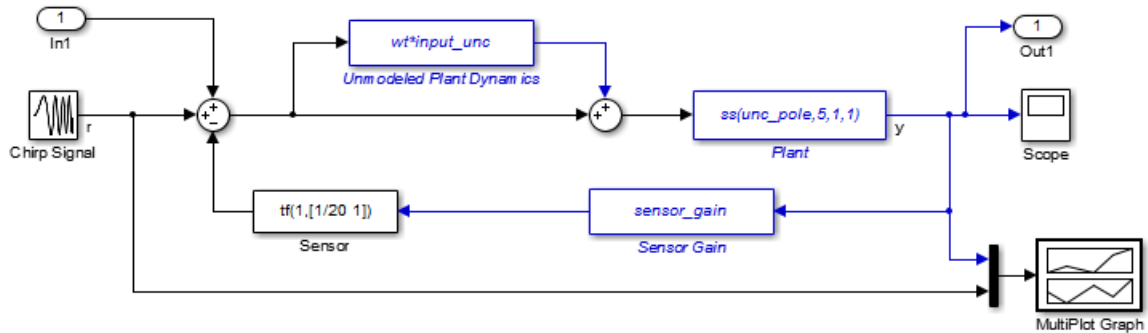 1
In1
wt*input_unc
Unmodeled Plant Dynamics
1
Out1
+
+
−
+
+
r
Chirp Signal
ss(unc_pole,5,1,1)
Plant
y
Scope
tf(1,[1/20 1])
Sensor
sensor_gain
Sensor Gain
MultiPlot Graph